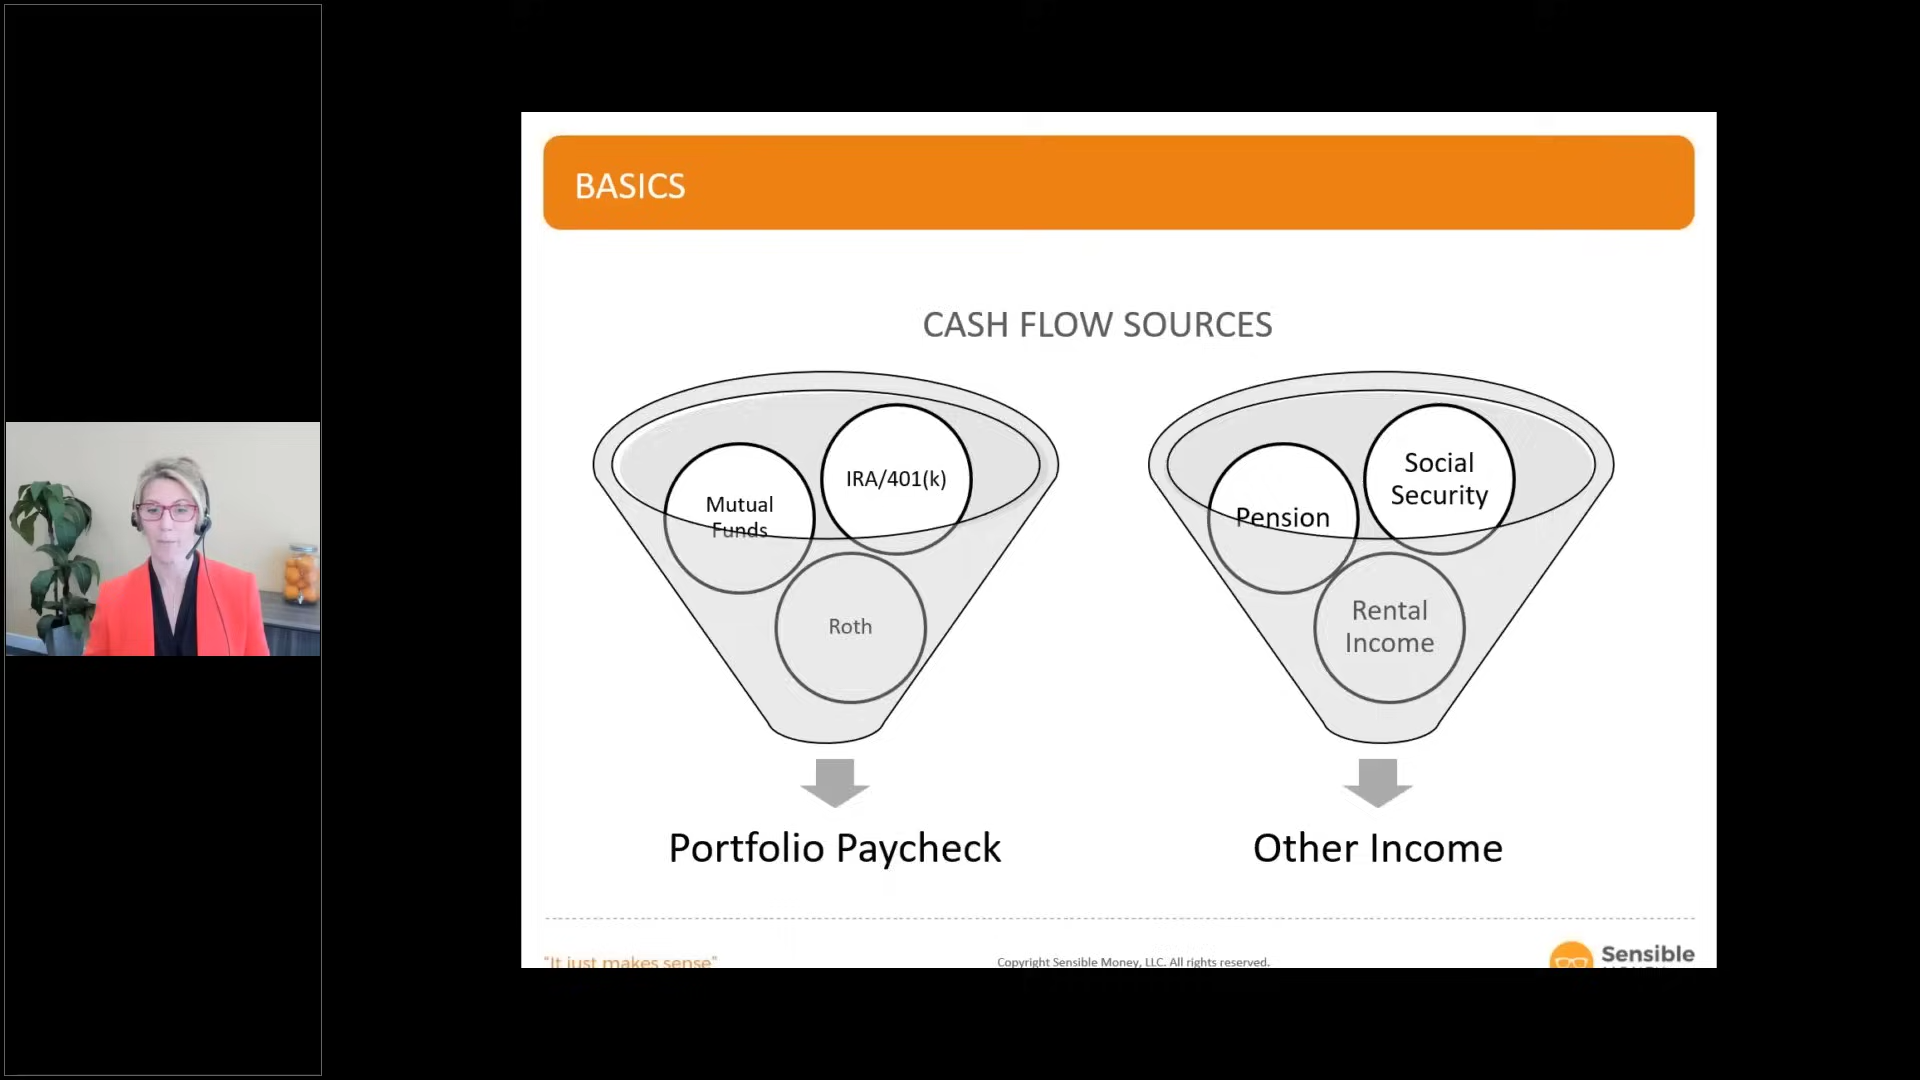 BASICS
CASH FLOW SOURCES
Mutual
Funds
IRA/401(k)
Roth
Portfolio Paycheck
Pension
Social
Security
Rental
Income
Other Income
"It just makes sense"
Copyright Sensible Money, LLC. All rights reserved.
Sensible